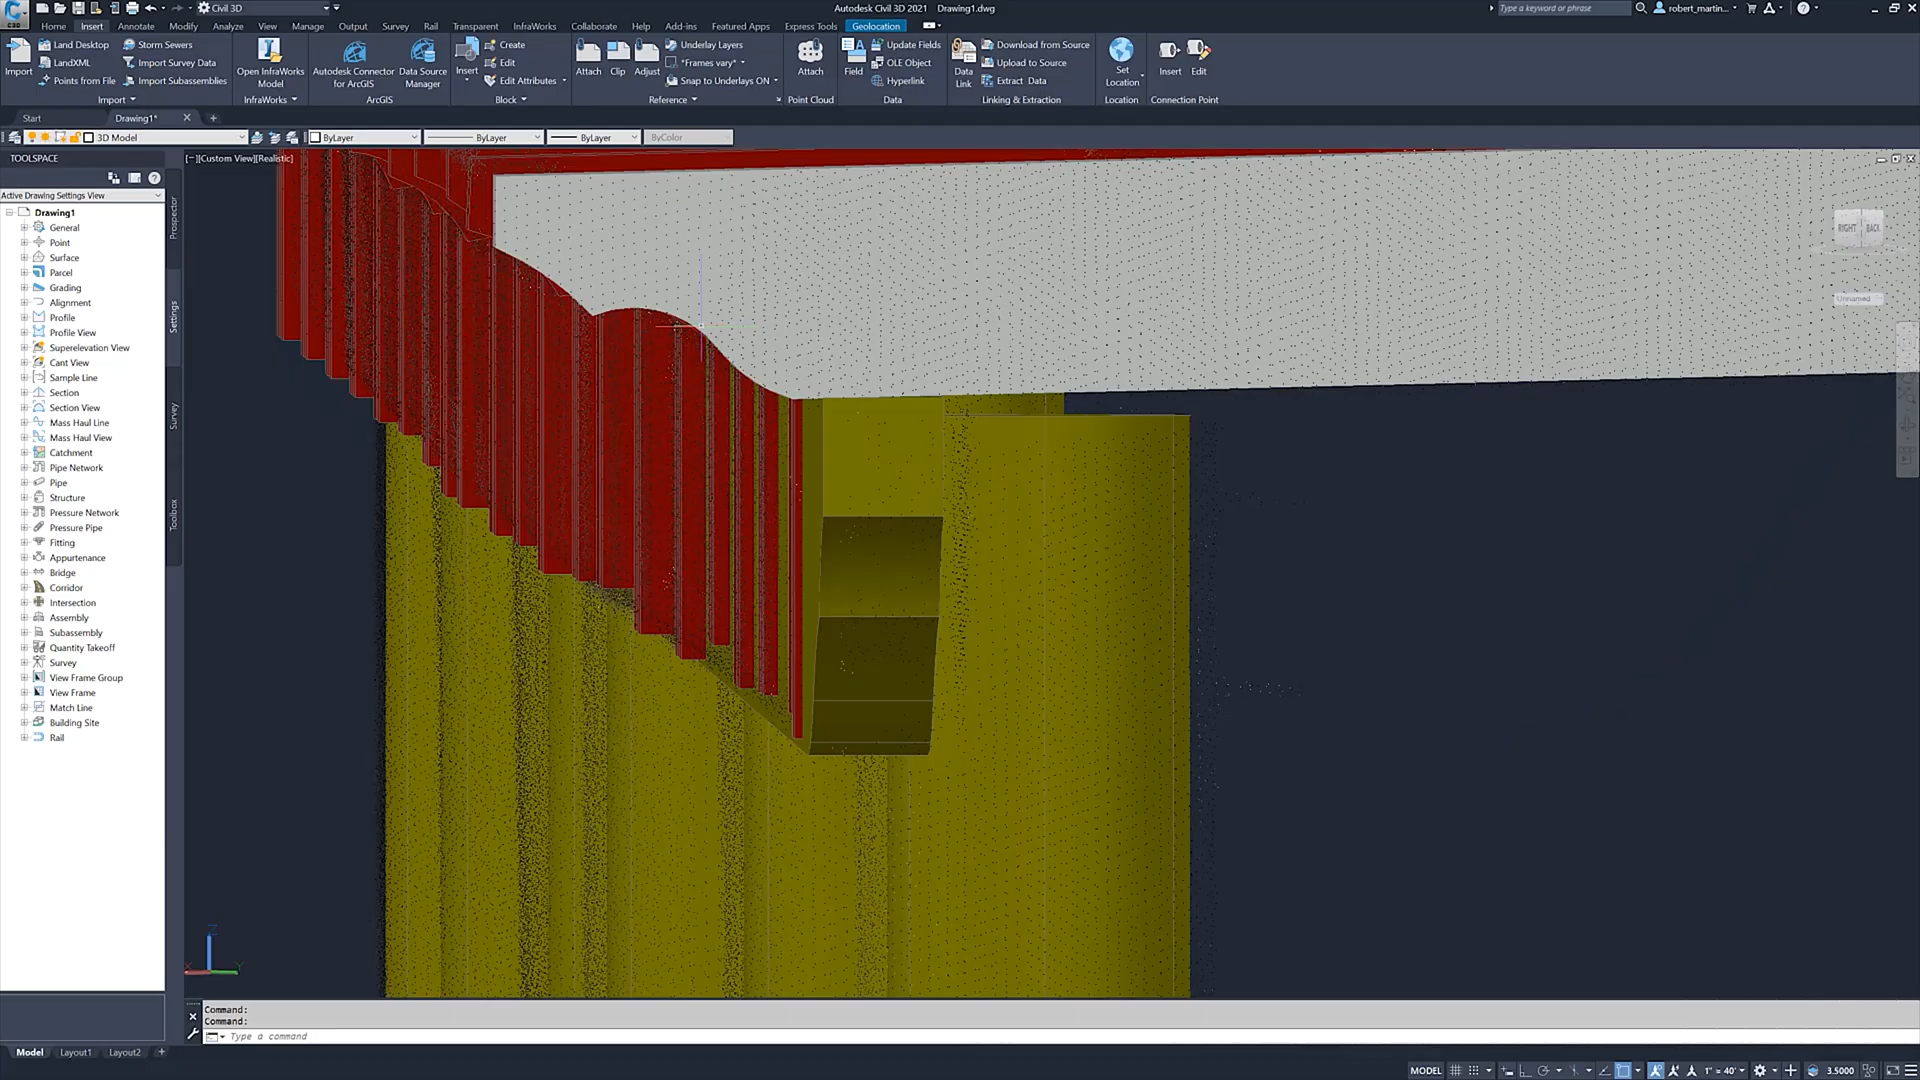 Civil 3D
Autodesk Civil 3D 2021 Drawing1.dwg
Type a keyword or phrase
robert_martin...
C3D
Home Insert Annotate Modify Analyze View Manage Output Survey Rail Transparent InfraWorks Collaborate Help Add-ins Featured Apps Express Tools Geolocation
Import
Land Desktop
LandXML
Points from File
Storm Sewers
Import Survey Data
Import Subassemblies
Import
Open InfraWorks
Model
InfraWorks
Autodesk Connector
for ArcGIS
Data Source
Manager
ArcGIS
Insert
Create
Edit
Edit Attributes
Block
Attach
Clip
Adjust
Underlay Layers
*Frames vary*
Snap to Underlays ON
Reference
Attach
Point Cloud
Field
Update Fields
OLE Object
Hyperlink
Data
Data
Link
Download from Source
Upload to Source
Extract Data
Linking & Extraction
Set
Location
Location
Insert
Edit
Connection Point
Start
Drawing1*
3D Model
ByLayer
ByLayer
ByLayer
ByColor
TOOLSPACE
[−][Custom View][Realistic]
Active Drawing Settings View
Drawing1
General
Point
Surface
Parcel
Grading
Alignment
Profile
Profile View
Superelevation View
Cant View
Sample Line
Section
Section View
Mass Haul Line
Mass Haul View
Catchment
Pipe Network
Pipe
Structure
Pressure Network
Pressure Pipe
Fitting
Appurtenance
Bridge
Corridor
Intersection
Assembly
Subassembly
Quantity Takeoff
Survey
View Frame Group
View Frame
Match Line
Building Site
Rail
Prospector
Settings
Survey
Toolbox
RIGHT
BACK
Unnamed
Command:
Command:
Type a command
Model
Layout1
Layout2
MODEL
1" = 40'
3.5000